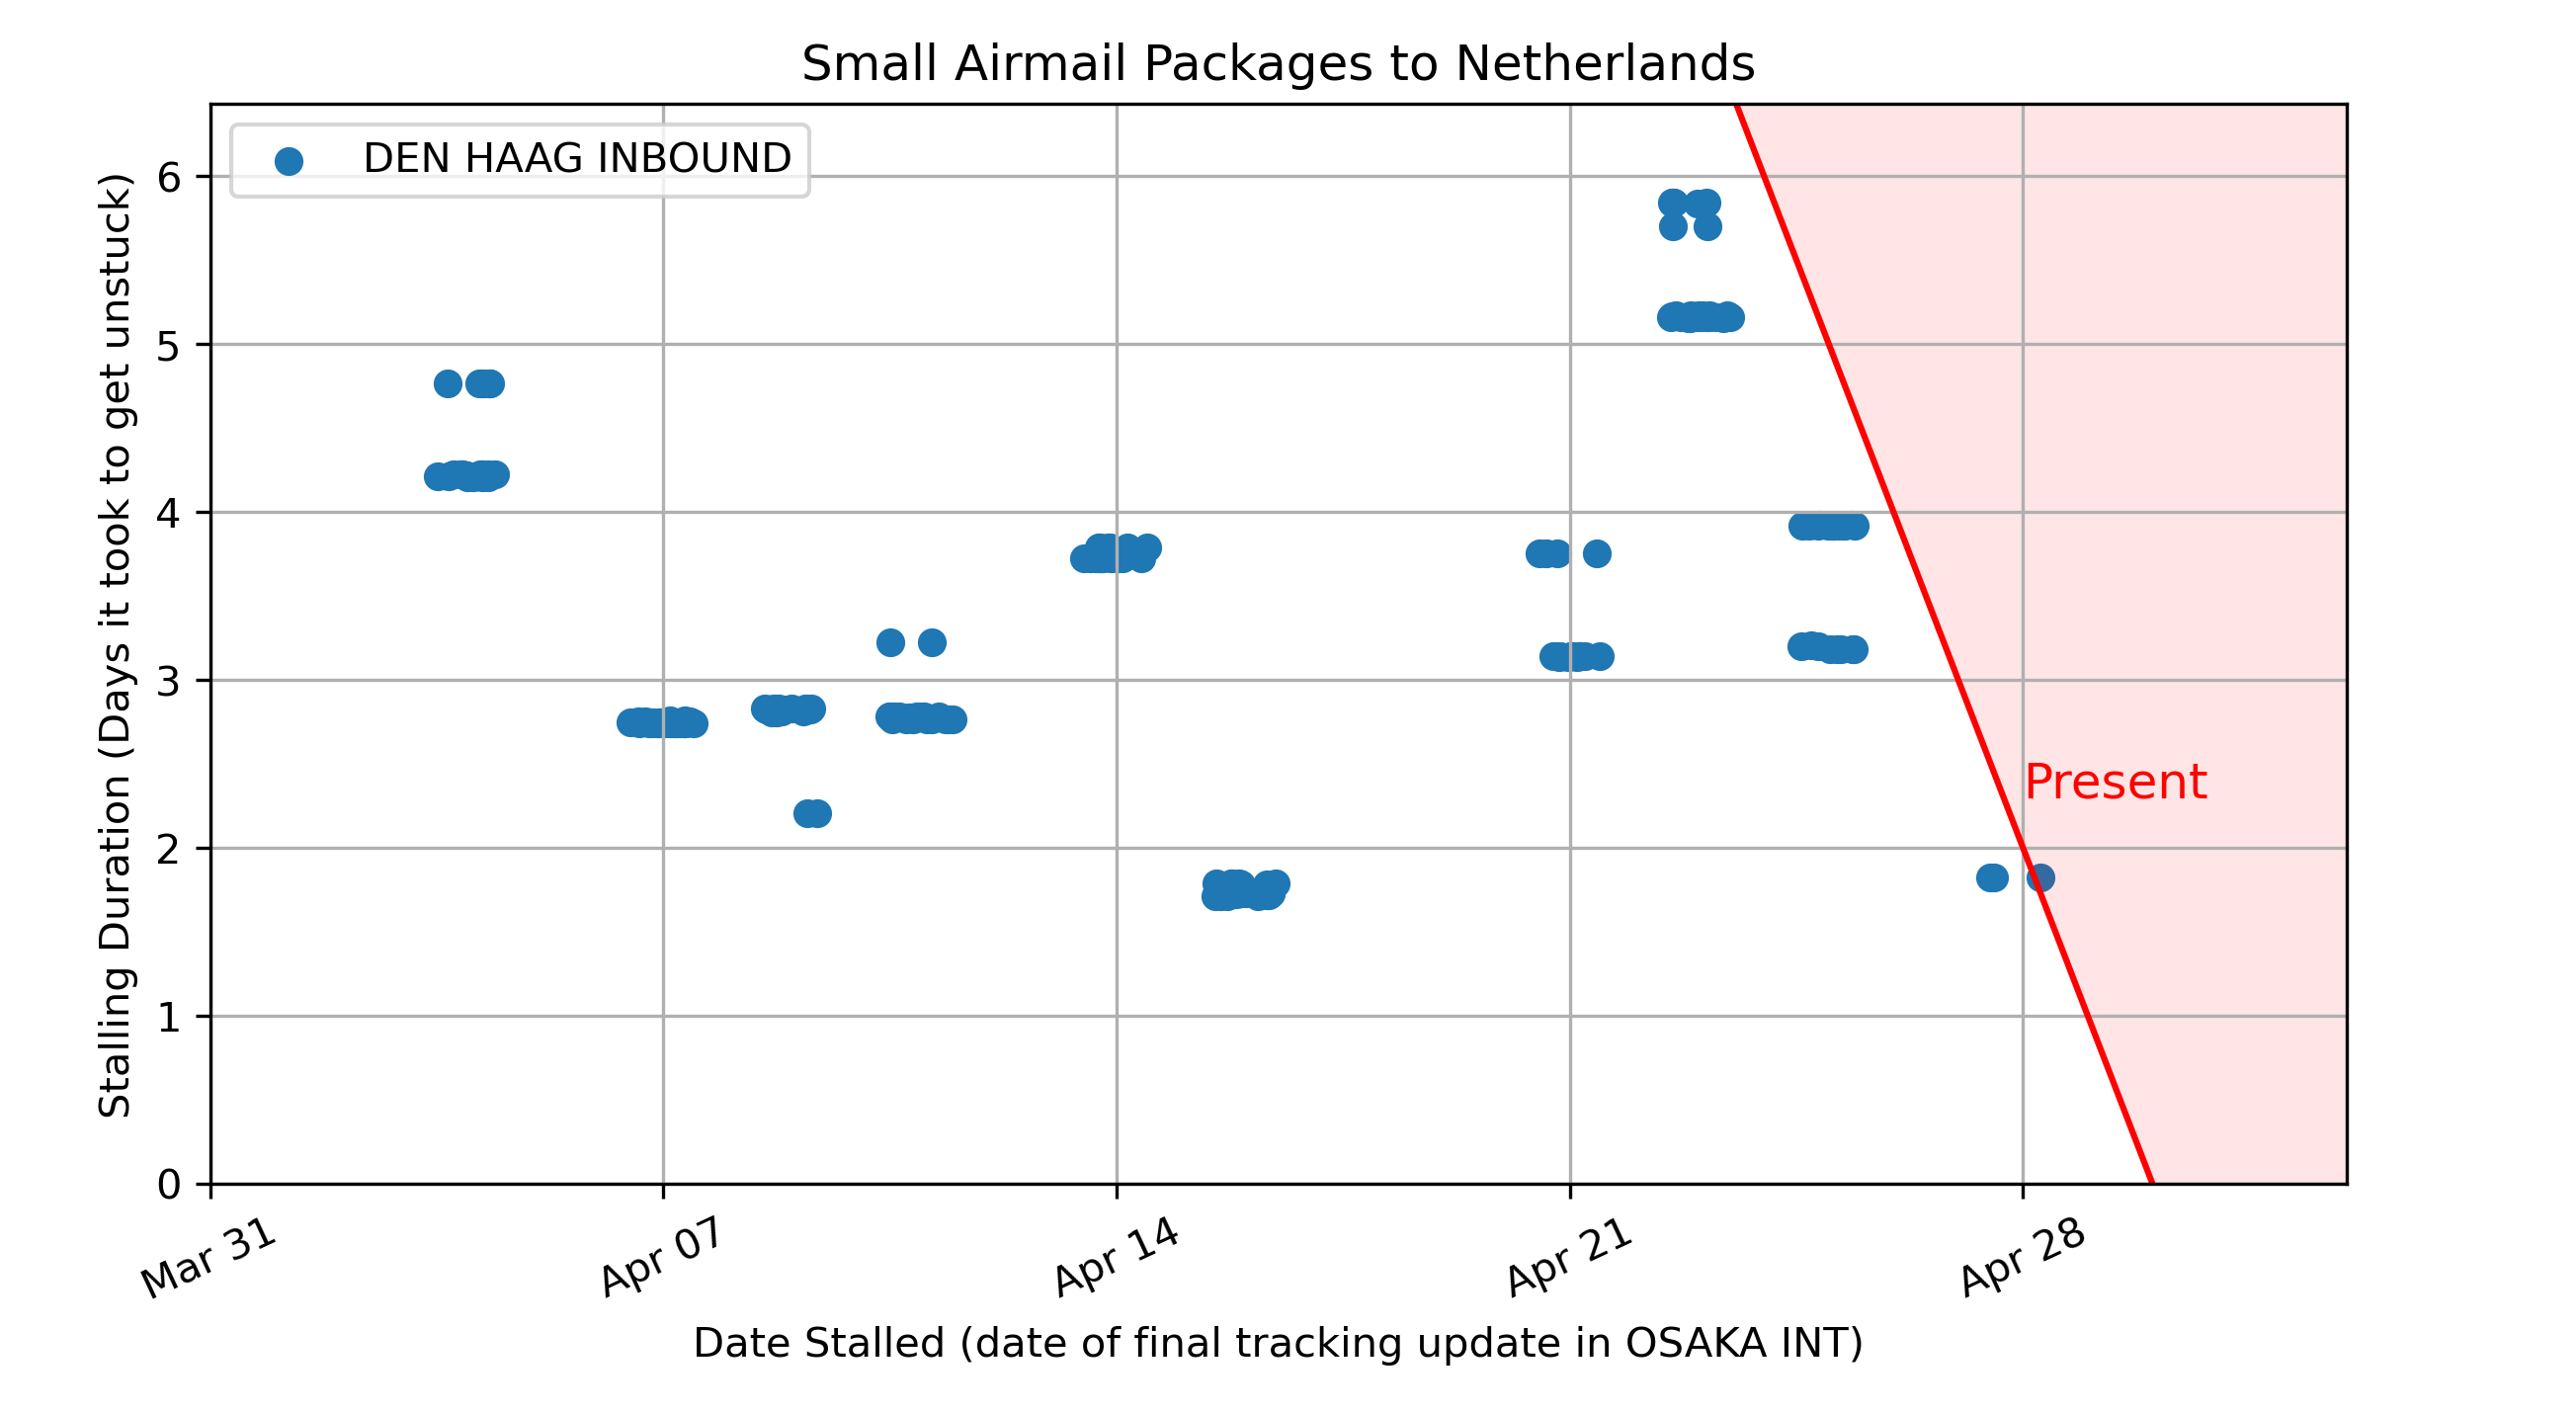 Small Airmail Packages to Netherlands
DEN HAAG INBOUND
Stalling Duration (Days it took to get unstuck)
6
5
4
3
2
1
0
Present
Mar 31
Apr 07
Apr 14
Apr 21
Apr 28
Date Stalled (date of final tracking update in OSAKA INT)